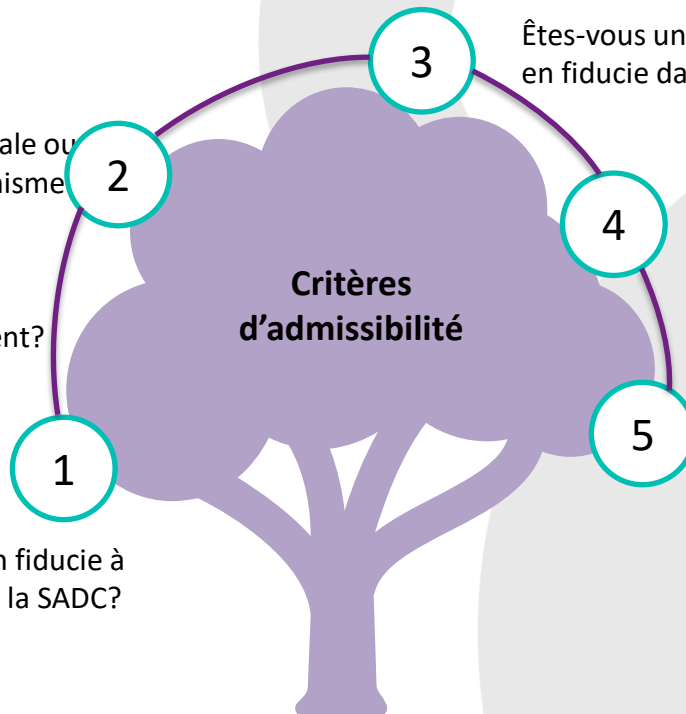 3
Êtes-vous un
en fiducie da
ale ou
nisme
2
4
Critères
d’admissibilité
ent?
5
1
n fiducie à
la SADC?